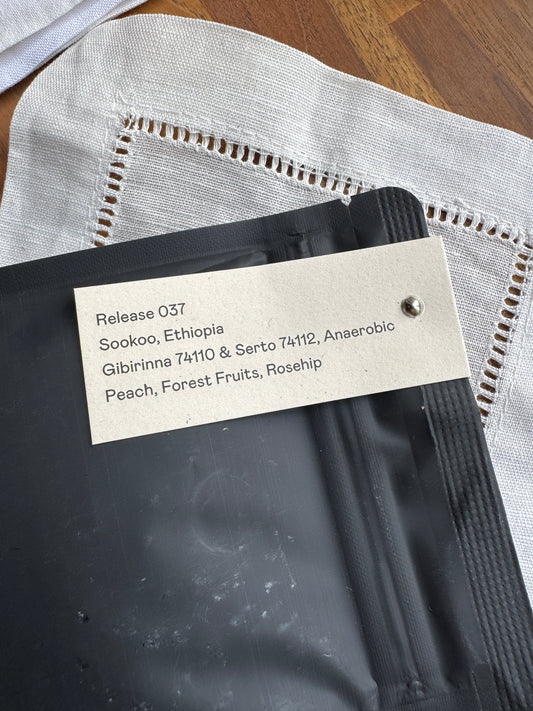 Release 037
Sookoo, Ethiopia
Gibirinna 74110 & Serto 74112, Anaerobic
Peach, Forest Fruits, Rosehip